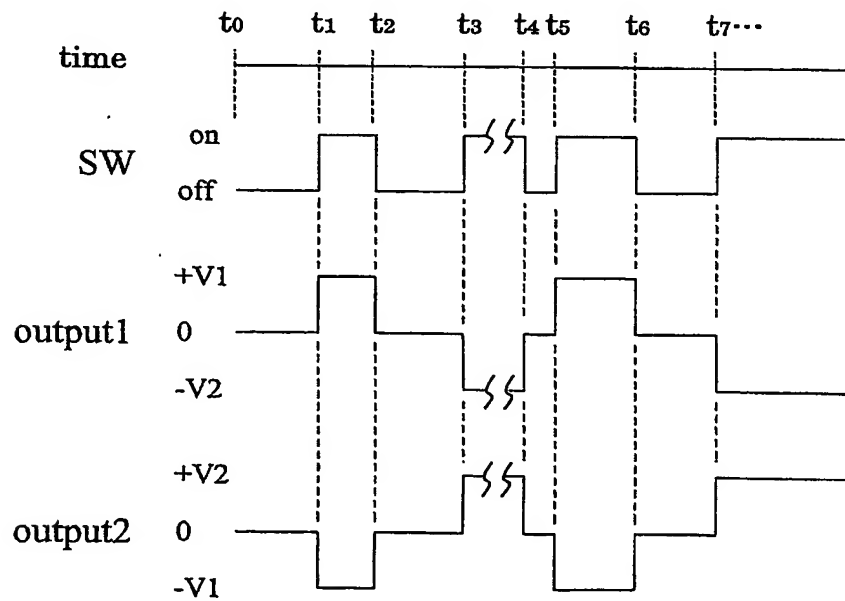 t0 t1 t2 t3 t4 t5 t6 t7...
time
on
SW
off
+V1
output1 0
-V2
+V2
output2 0
-V1